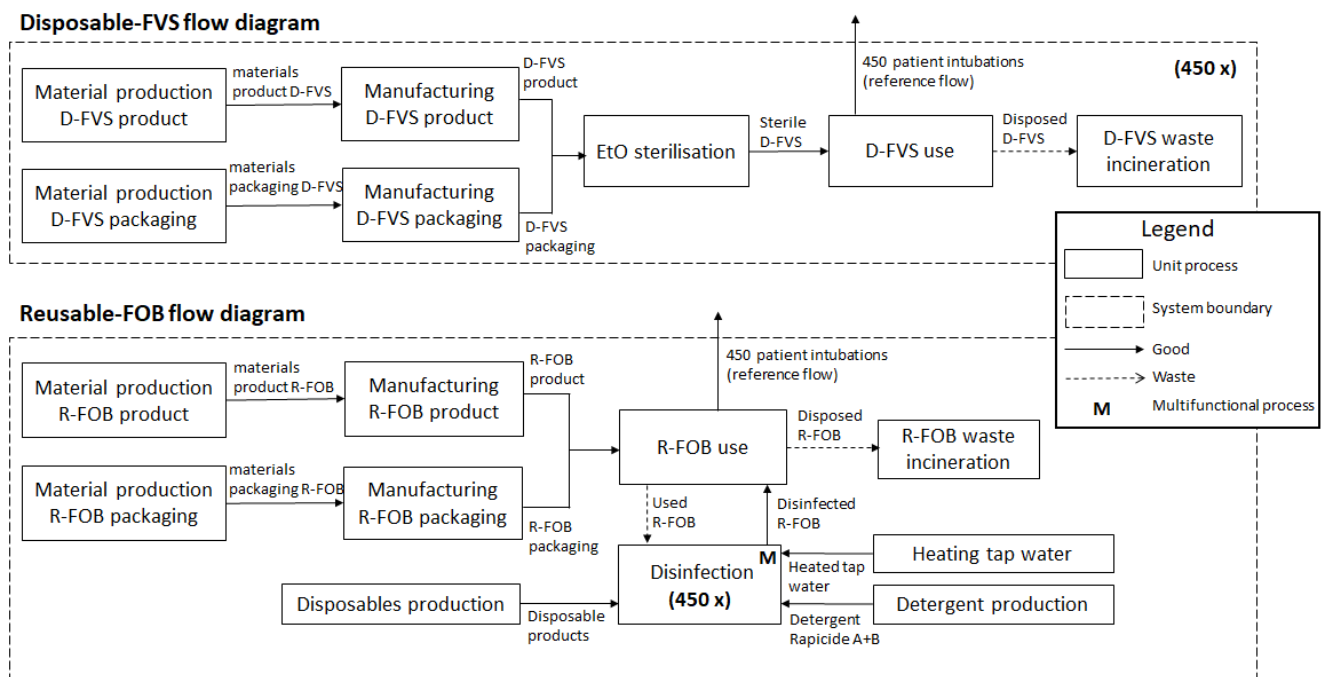 Disposable-FVS flow diagram
Material production
D-FVS product
materials
product D-FVS
Manufacturing
D-FVS product
D-FVS
product
Material production
D-FVS packaging
materials
packaging D-FVS
Manufacturing
D-FVS packaging
D-FVS
packaging
EtO sterilisation
Sterile
D-FVS
D-FVS use
450 patient intubations
(reference flow)
Disposed
D-FVS
D-FVS waste
incineration
(450 x)
Legend
Unit process
System boundary
Good
Waste
M Multifunctional process
Reusable-FOB flow diagram
Material production
R-FOB product
materials
product R-FOB
Manufacturing
R-FOB product
R-FOB
product
Material production
R-FOB packaging
materials
packaging R-FOB
Manufacturing
R-FOB packaging
R-FOB
packaging
450 patient intubations
(reference flow)
R-FOB use
Disposed
R-FOB
R-FOB waste
incineration
Used
R-FOB
Disinfected
R-FOB
Disinfection
(450 x)
M
Heated tap
water
Heating tap water
Disposables production
Disposable
products
Detergent
Rapicide A+B
Detergent production